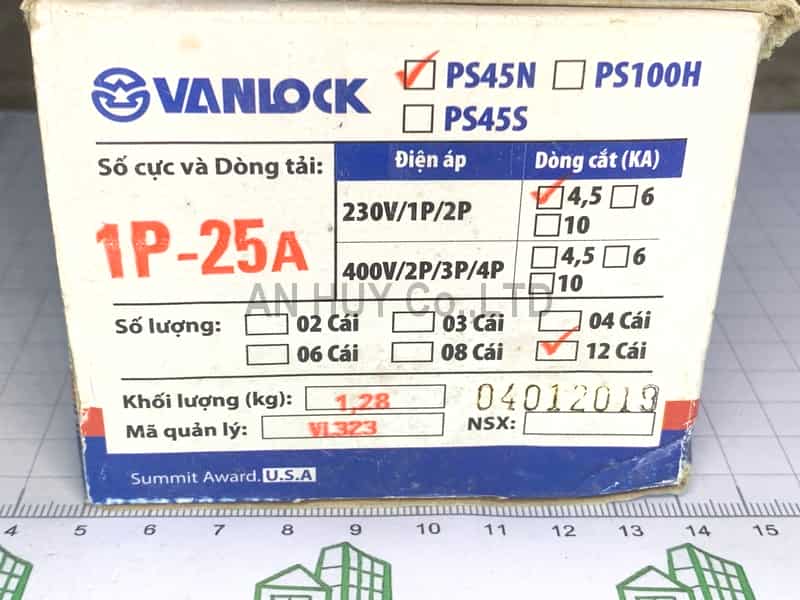 VANLOCK
PS45N PS100H
PS45S
Số cực và Dòng tải: Điện áp Dòng cắt (KA)
1P-25A
230V/1P/2P 4,5 6
10
400V/2P/3P/4P 4,5 6
10
AN HUY Co.,LTD
Số lượng: 02 Cái 03 Cái 04 Cái
06 Cái 08 Cái 12 Cái
Khối lượng (kg): 1,28 04012019
Mã quản lý: VL323 NSX:
Summit Award. U.S.A
4 5 6 7 8 9 10 11 12 13 14 15